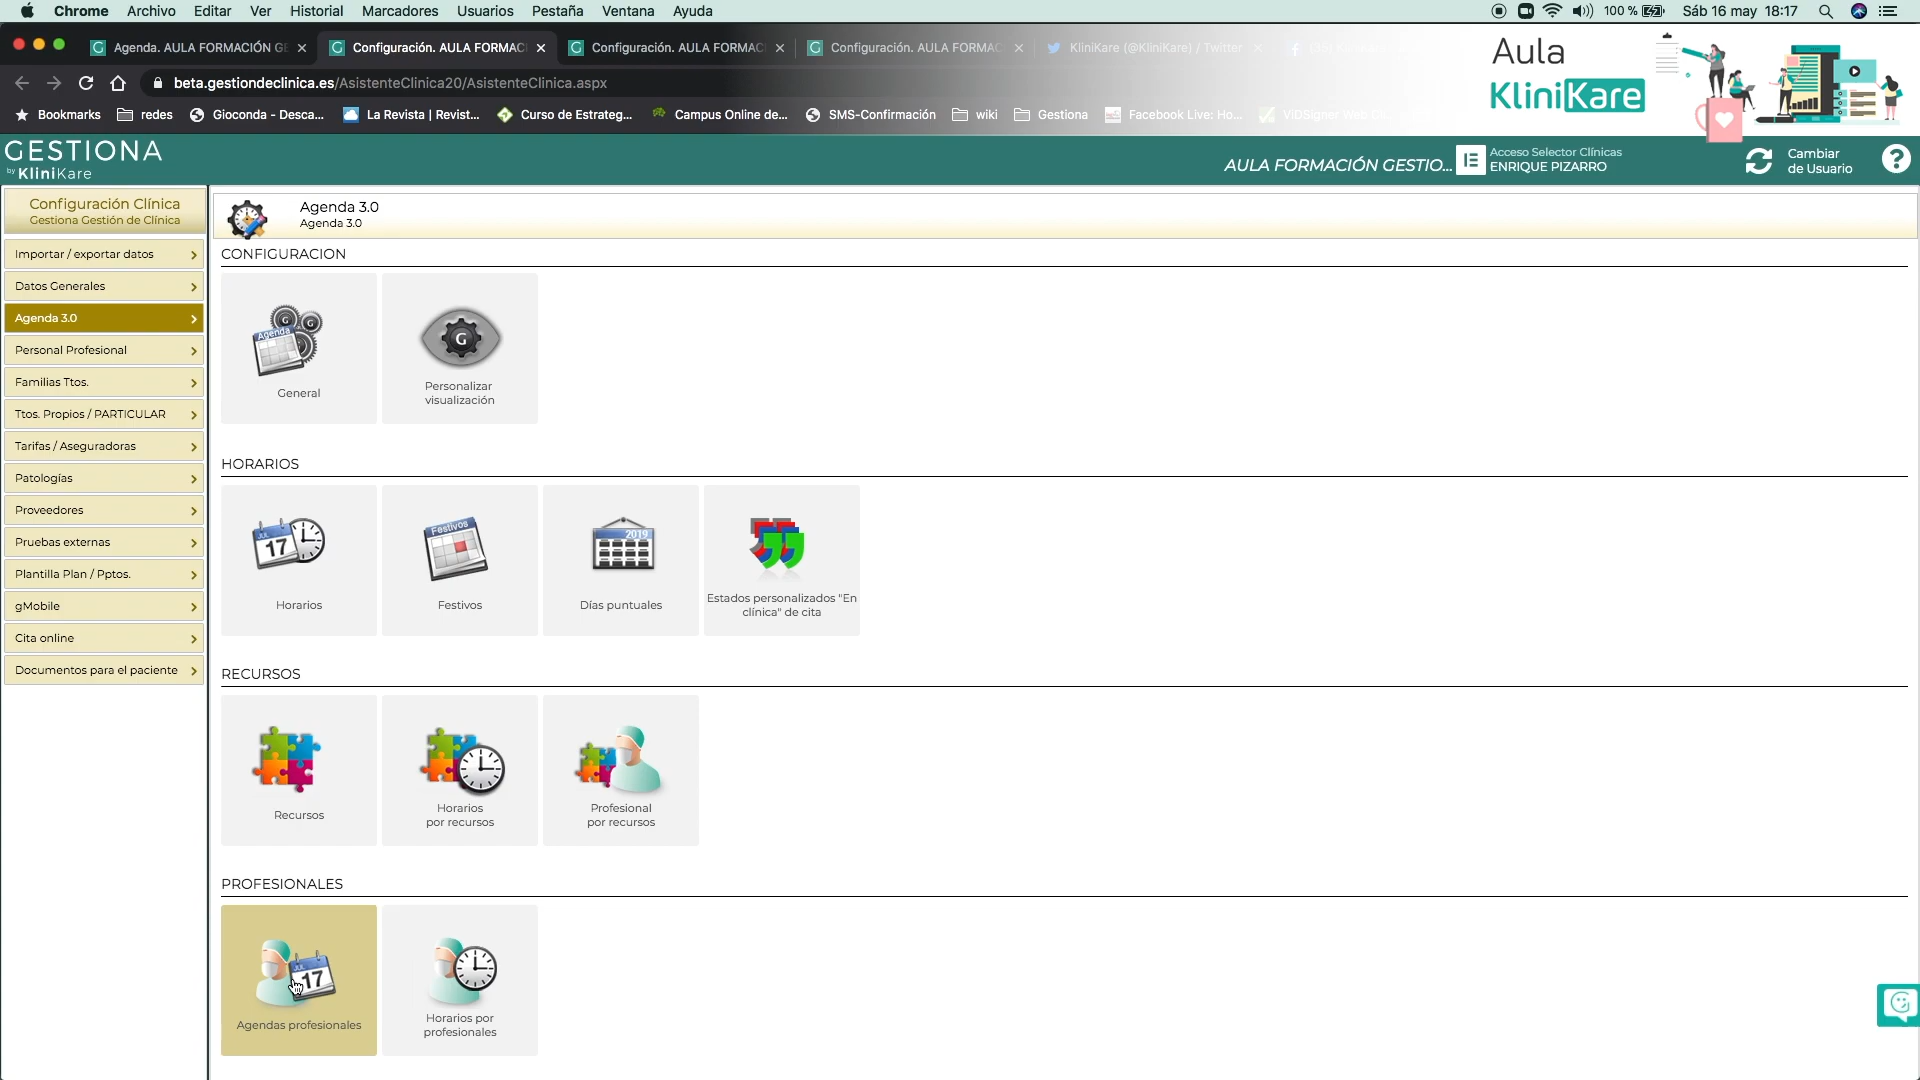 Chrome Archivo Editar Ver Historial Marcadores Usuarios Pestaña Ventana Ayuda 100 % Sáb 16 may 18:17
Agenda. AULA FORMACIÓN GE Configuración. AULA FORMAC Configuración. AULA FORMAC Configuración. AULA FORMAC KliniKare (@KliniKare) / Twitter
beta.gestiondeclinica.es/AsistenteClinica20/AsistenteClinica.aspx
Aula
KliniKare
Bookmarks redes Gioconda - Desca... La Revista | Revist... Curso de Estrateg... Campus Online de... SMS-Confirmación wiki Gestiona Facebook Live: Ho...
GESTIONA
by KliniKare
AULA FORMACIÓN GESTIO...
Acceso Selector Clínicas
ENRIQUE PIZARRO
Cambiar
de Usuario
?
Configuración Clínica
Gestiona Gestión de Clínica
Importar / exportar datos
Datos Generales
Agenda 3.0
Personal Profesional
Familias Ttos.
Ttos. Propios / PARTICULAR
Tarifas / Aseguradoras
Patologías
Proveedores
Pruebas externas
Plantilla Plan / Pptos.
gMobile
Cita online
Documentos para el paciente
Agenda 3.0
Agenda 3.0
CONFIGURACION
Agenda
G
G
G
General
Personalizar
visualización
HORARIOS
JUL
17
Festivos
2019
Horarios
Festivos
Días puntuales
Estados personalizados "En
clínica" de cita
RECURSOS
Recursos
Horarios
por recursos
Profesional
por recursos
PROFESIONALES
JUL
17
Agendas profesionales
Horarios por
profesionales